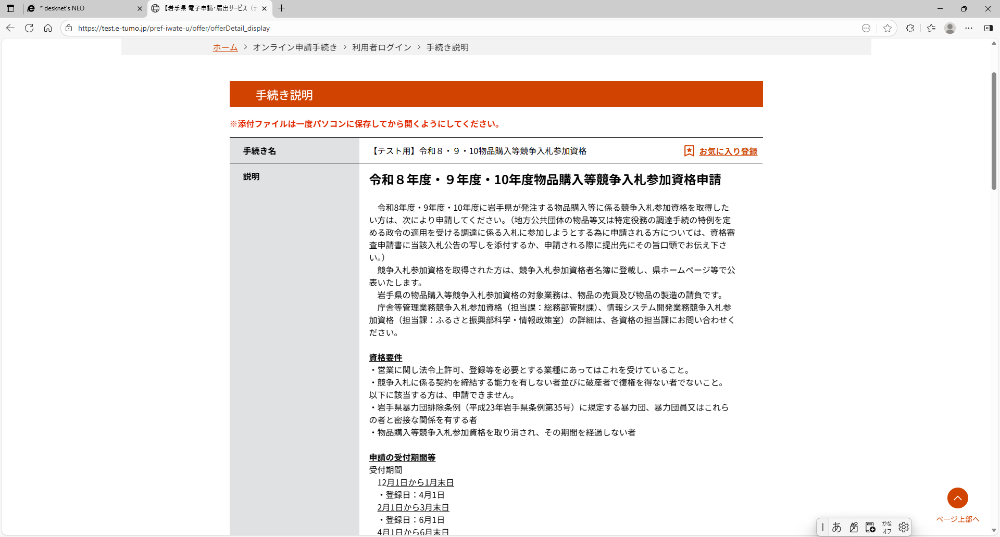 * desknet's NEO
【岩手県 電子申請・届出サービス（テ
https://test.e-tumo.jp/pref-iwate-u/offer/offerDetail_display
ホーム > オンライン申請手続き > 利用者ログイン > 手続き説明
手続き説明
※添付ファイルは一度パソコンに保存してから開くようにしてください。
手続き名
【テスト用】令和８・９・10物品購入等競争入札参加資格
お気に入り登録
説明
令和８年度・９年度・10年度物品購入等競争入札参加資格申請
　令和8年度・9年度・10年度に岩手県が発注する物品購入等に係る競争入札参加資格を取得した
い方は、次により申請してください。（地方公共団体の物品等又は特定役務の調達手続の特例を定
める政令の適用を受ける調達に係る入札に参加しようとする為に申請される方については、資格審
査申請書に当該入札公告の写しを添付するか、申請される際に提出先にその旨口頭でお伝え下さ
い。）
　競争入札参加資格を取得された方は、競争入札参加資格者名簿に登載し、県ホームページ等で公
表いたします。
　岩手県の物品購入等競争入札参加資格の対象業務は、物品の売買及び物品の製造の請負です。
　庁舎等管理業務競争入札参加資格（担当課：総務部管財課）、情報システム開発業務競争入札参
加資格（担当課：ふるさと振興部科学・情報政策室）の詳細は、各資格の担当課にお問い合わせく
ださい。
資格要件
・営業に関し法令上許可、登録等を必要とする業種にあってはこれを受けていること。
・競争入札に係る契約を締結する能力を有しない者並びに破産者で復権を得ない者でないこと。
以下に該当する方は、申請できません。
・岩手県暴力団排除条例（平成23年岩手県条例第35号）に規定する暴力団、暴力団員又はこれら
の者と密接な関係を有する者
・物品購入等競争入札参加資格を取り消され、その期間を経過しない者
申請の受付期間等
受付期間
　12月1日から1月末日
　・登録日：4月1日
　2月1日から3月末日
　・登録日：6月1日
　4月1日から6月末日
ページ上部へ
あ
かな
オフ